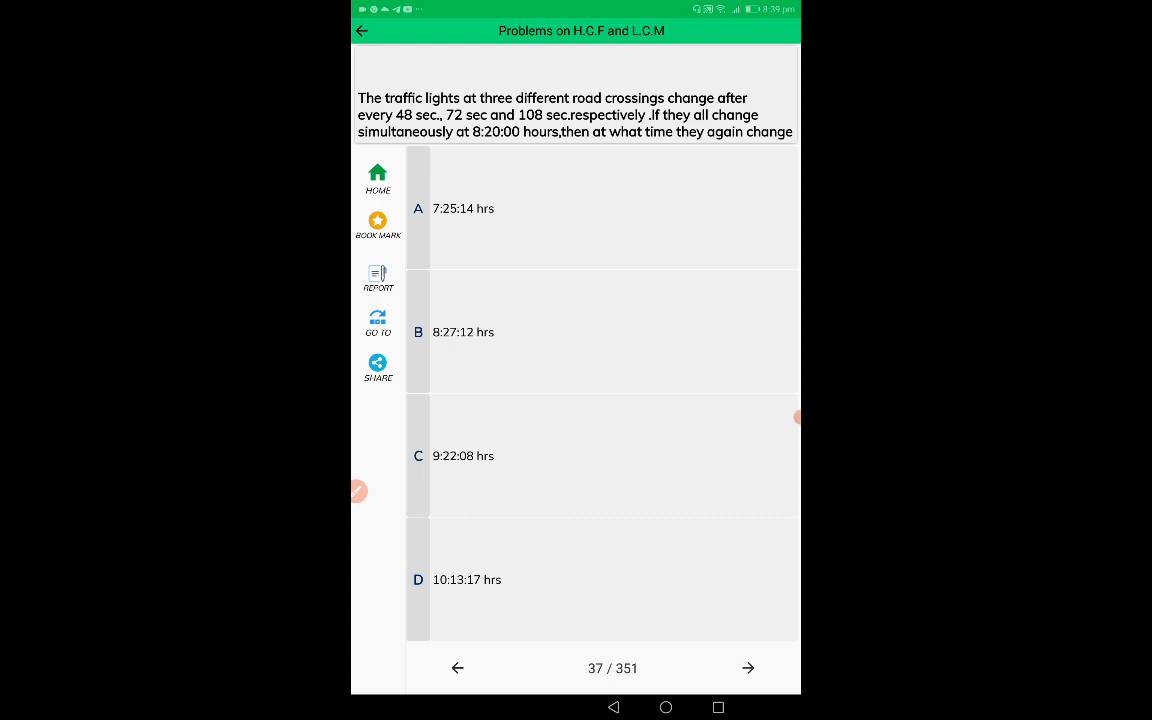 8:39 pm
Problems on H.C.F and L.C.M
The traffic lights at three different road crossings change after
every 48 sec., 72 sec and 108 sec.respectively .If they all change
simultaneously at 8:20:00 hours,then at what time they again change
HOME
BOOK MARK
REPORT
GO TO
SHARE
A 7:25:14 hrs
B 8:27:12 hrs
C 9:22:08 hrs
D 10:13:17 hrs
37 / 351